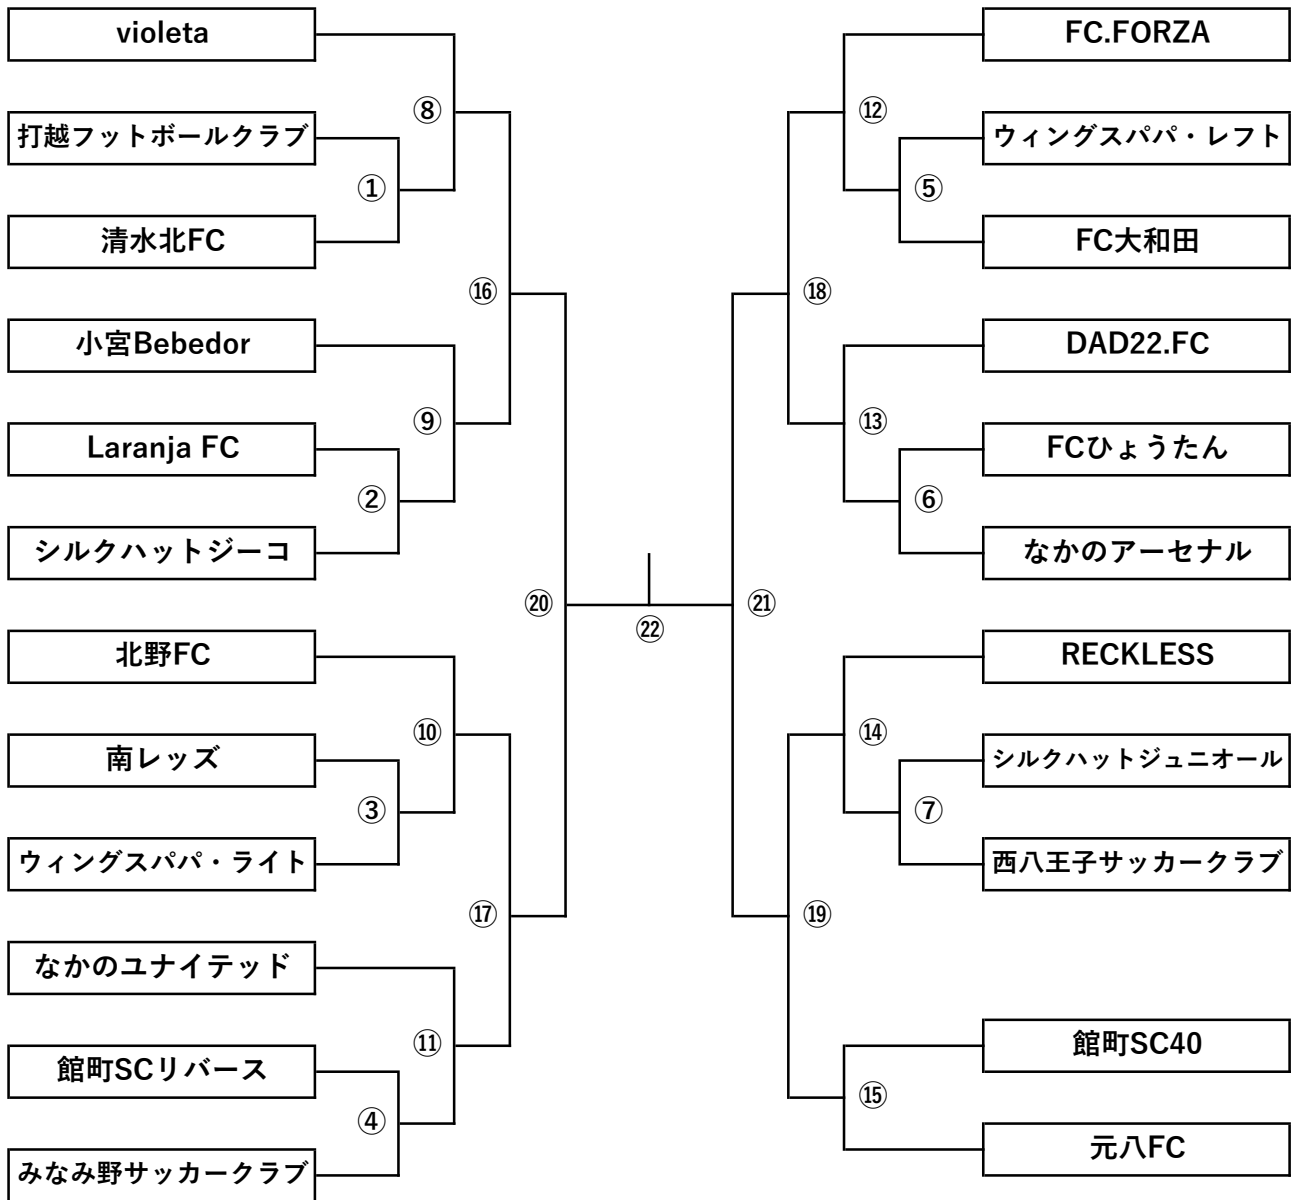 violeta
FC.FORZA
⑧
⑫
打越フットボールクラブ
ウィングスパパ・レフト
①
⑤
清水北FC
FC大和田
⑯
⑱
小宮Bebedor
DAD22.FC
⑨
⑬
Laranja FC
FCひょうたん
②
⑥
シルクハットジーコ
なかのアーセナル
⑳
㉑
㉒
北野FC
RECKLESS
⑩
⑭
南レッズ
シルクハットジュニオール
③
⑦
ウィングスパパ・ライト
西八王子サッカークラブ
⑰
⑲
なかのユナイテッド
⑪
館町SC40
館町SCリバース
⑮
④
元八FC
みなみ野サッカークラブ